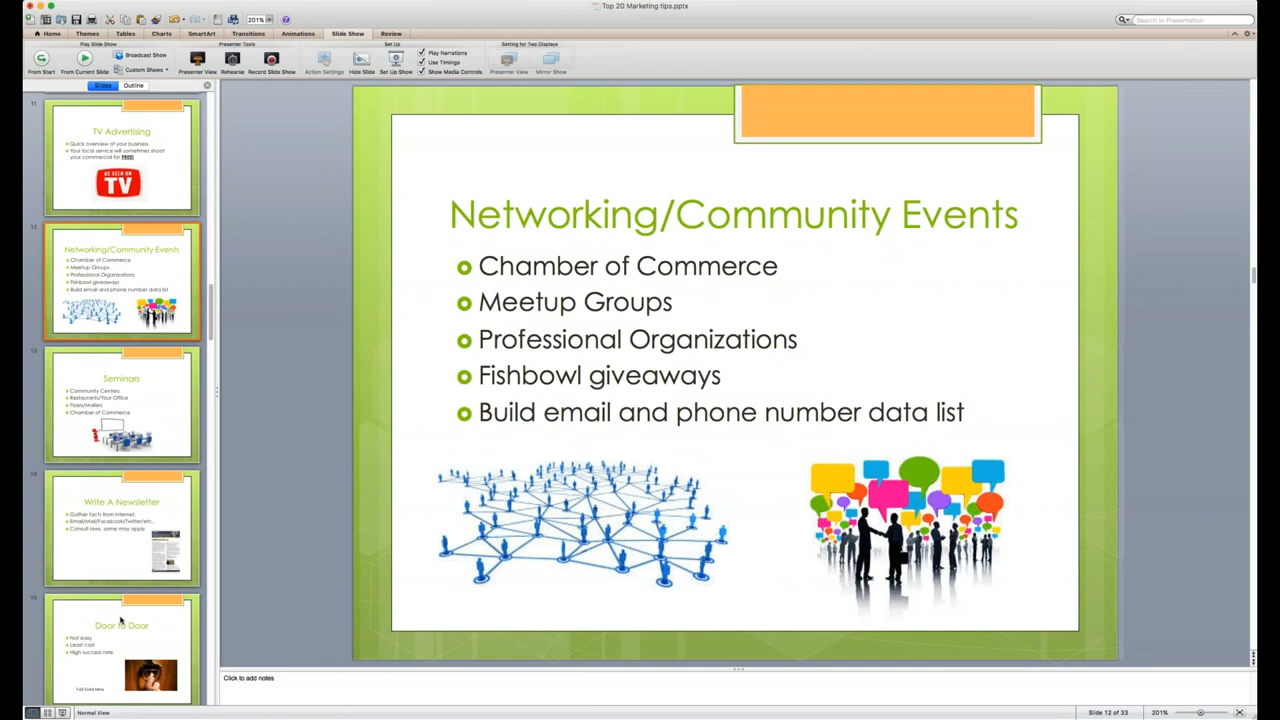 Top 20 Marketing tips.pptx
201%
Search in Presentation
Home
Themes
Tables
Charts
SmartArt
Transitions
Animations
Slide Show
Review
Play Slide Show
Presenter Tools
Set Up
Setting for Two Displays
From Start
From Current Slide
Broadcast Show
Custom Shows
Presenter View
Rehearse
Record Slide Show
Action Settings
Hide Slide
Set Up Show
Play Narrations
Use Timings
Show Media Controls
Presenter View
Mirror Show
Slides
Outline
11
TV Advertising
Quick overview of your business
Your local service will sometimes shoot
your commercial for FREE!
AS SEEN ON
TV
12
Networking/Community Events
Chamber of Commerce
Meetup Groups
Professional Organizations
Fishbowl giveaways
Build email and phone number data list
13
Seminars
Community Centers
Restaurants/Your Office
Flyers/Mailers
Chamber of Commerce
14
Write A Newsletter
Gather facts from internet.
Email/Mail/Facebook/Twitter/etc..
Consult laws, some may apply
15
Door to Door
Not easy
Least cost
High success rate
Networking/Community Events
Chamber of Commerce
Meetup Groups
Professional Organizations
Fishbowl giveaways
Build email and phone number data list
Click to add notes
Normal View
Slide 12 of 33
201%